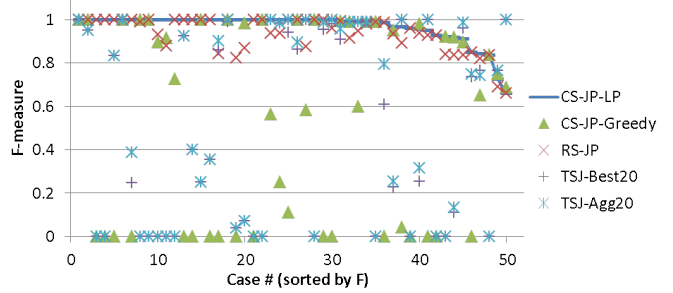 1
0.8
0.6
0.4
0.2
0
F-measure
0 10 20 30 40 50
Case # (sorted by F)
CS-JP-LP
CS-JP-Greedy
RS-JP
TSJ-Best20
TSJ-Agg20